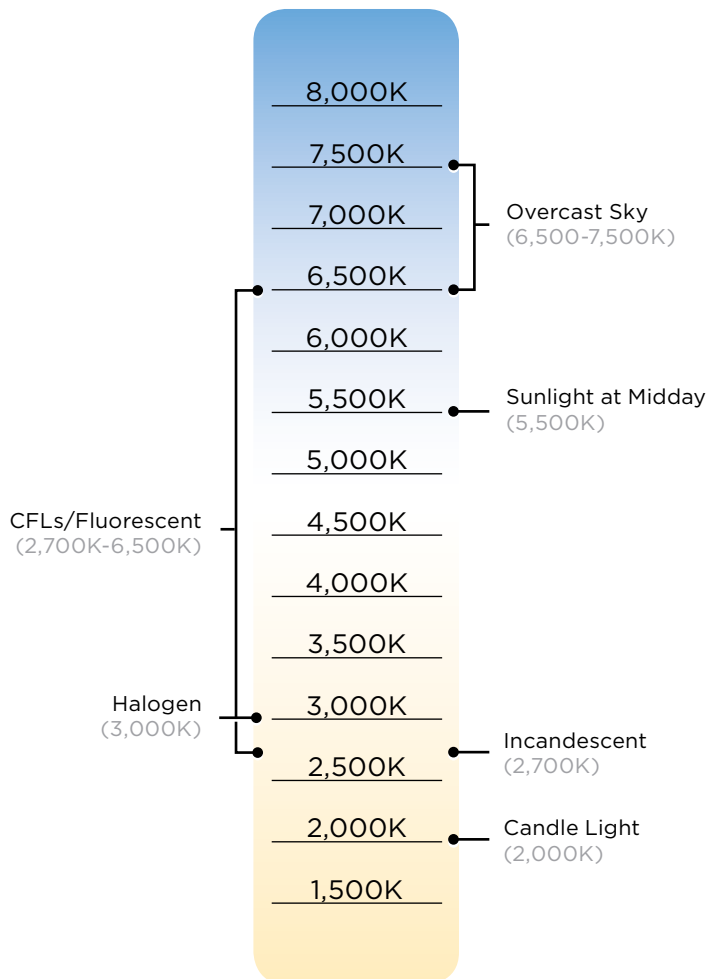 8,000K
7,500K
7,000K
Overcast Sky
(6,500-7,500K)
6,500K
6,000K
5,500K
Sunlight at Midday
(5,500K)
5,000K
4,500K
CFLs/Fluorescent
(2,700K-6,500K)
4,000K
3,500K
3,000K
Halogen
(3,000K)
Incandescent
(2,700K)
2,500K
2,000K
Candle Light
(2,000K)
1,500K